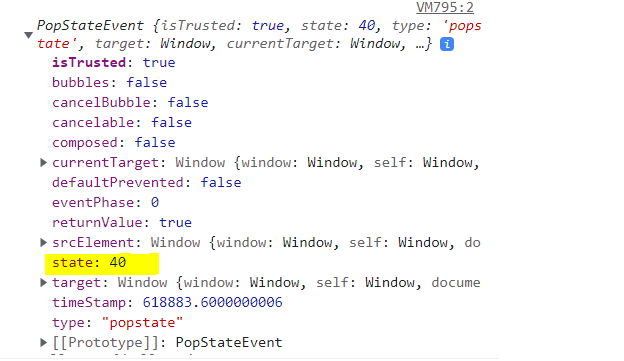 VM795:2
PopStateEvent {isTrusted: true, state: 40, type: 'pops
tate', target: Window, currentTarget: Window, …} i
isTrusted: true
bubbles: false
cancelBubble: false
cancelable: false
composed: false
currentTarget: Window {window: Window, self: Window,
defaultPrevented: false
eventPhase: 0
returnValue: true
srcElement: Window {window: Window, self: Window, do
state: 40
target: Window {window: Window, self: Window, docume
timeStamp: 618883.6000000006
type: "popstate"
[[Prototype]]: PopStateEvent